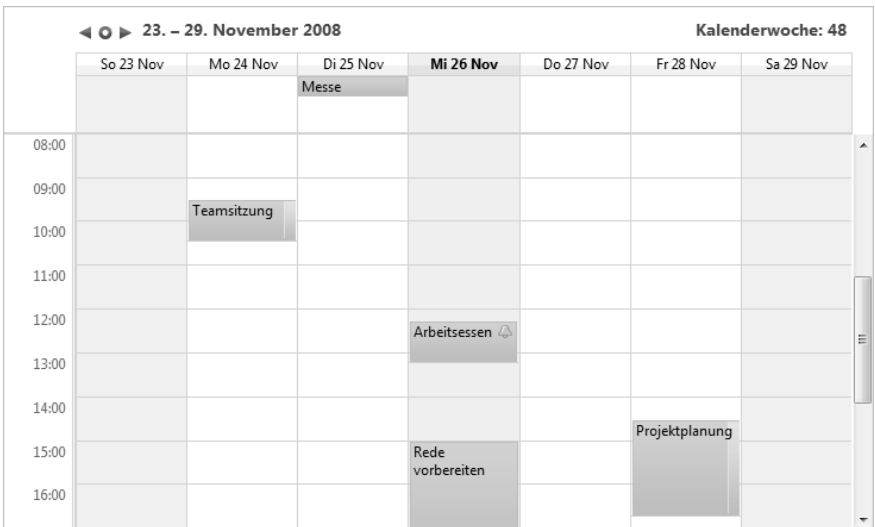 23. – 29. November 2008 Kalenderwoche: 48
So 23 Nov Mo 24 Nov Di 25 Nov Mi 26 Nov Do 27 Nov Fr 28 Nov Sa 29 Nov
Messe
08:00
09:00
Teamsitzung
10:00
11:00
12:00
Arbeitsessen
13:00
14:00
Projektplanung
15:00 Rede
vorbereiten
16:00